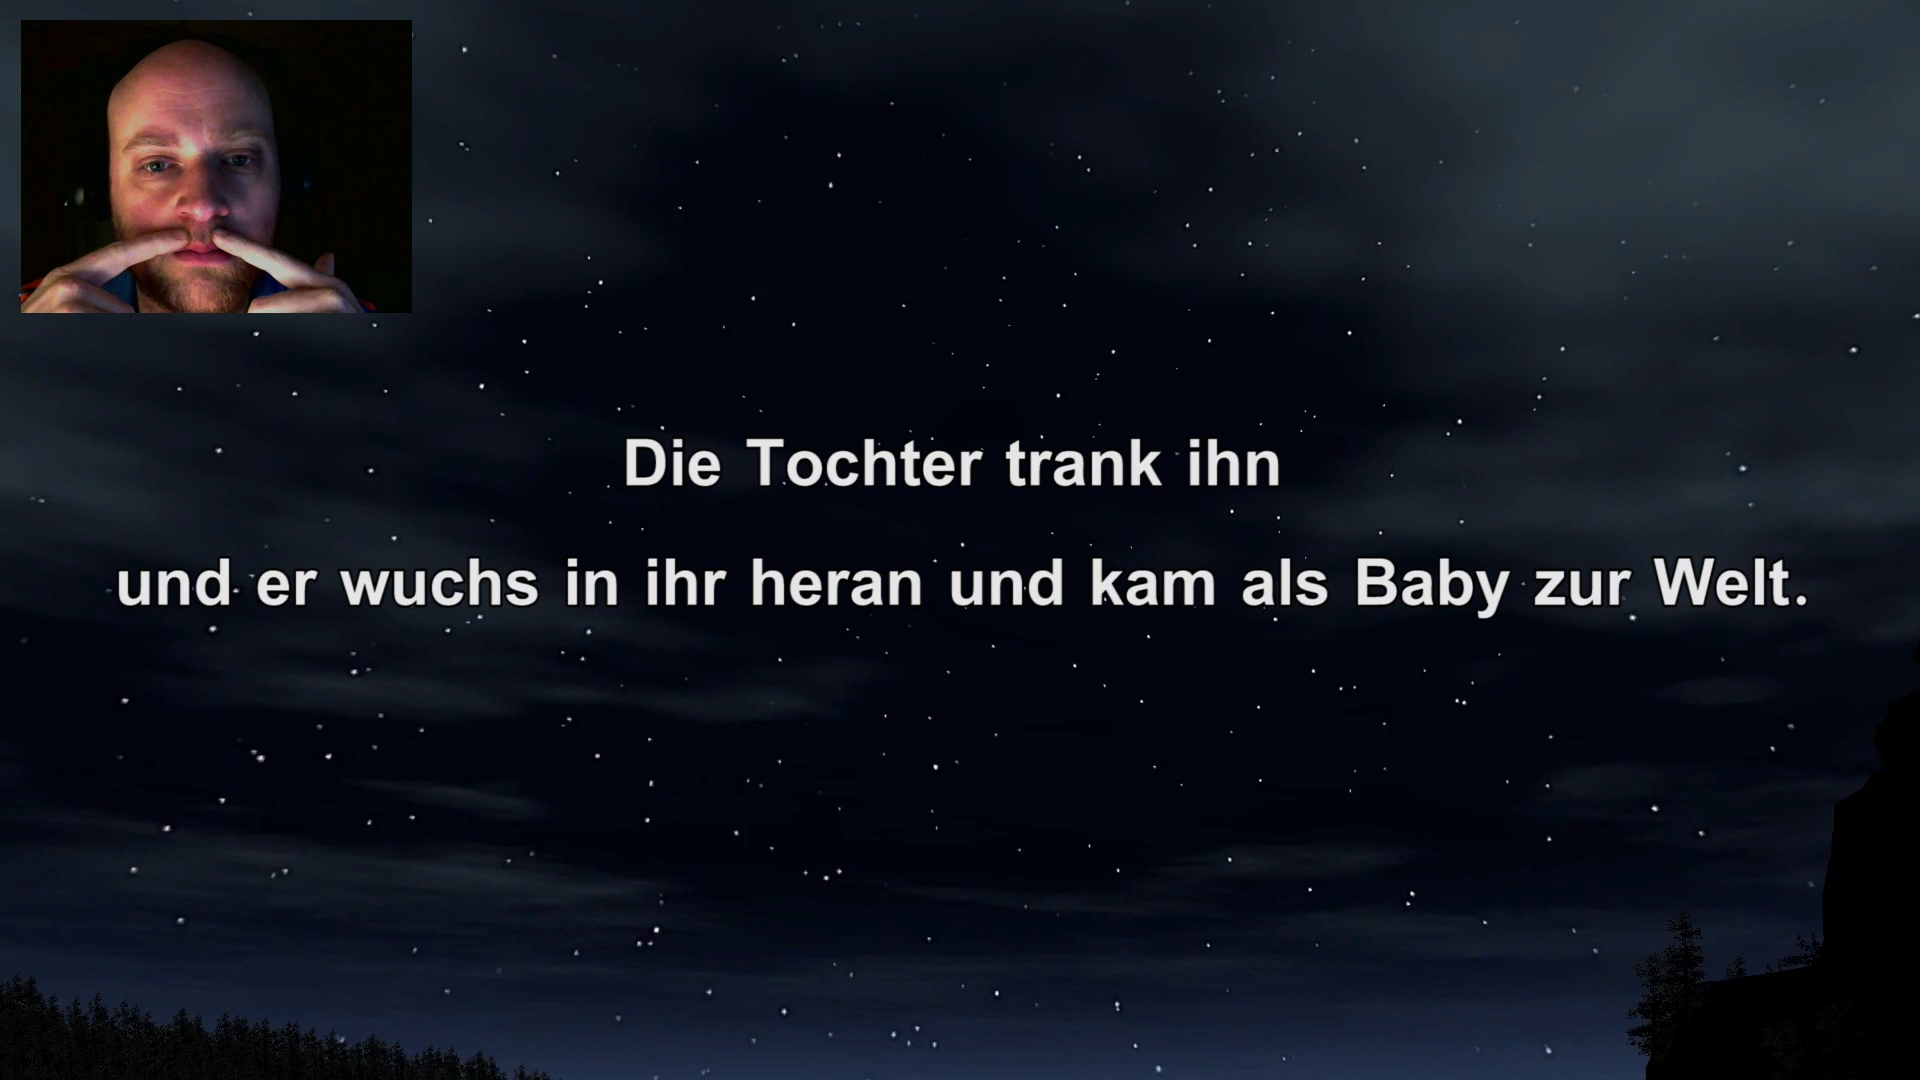 Die Tochter trank ihn
und er wuchs in ihr heran und kam als Baby zur Welt.